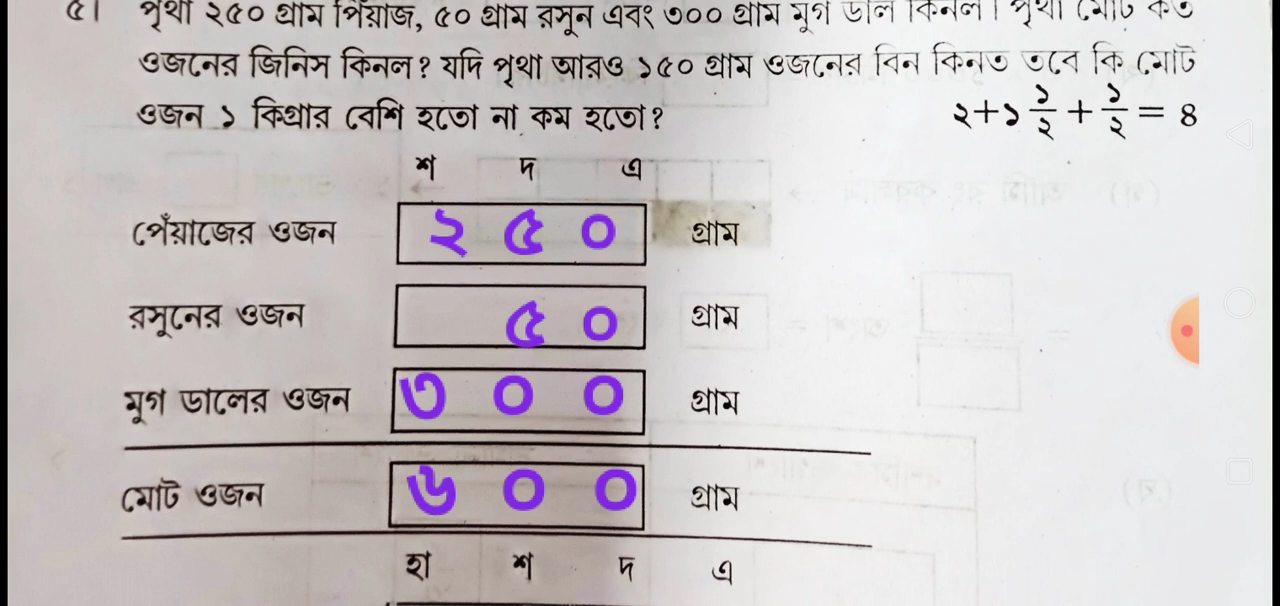 ৫। পৃথা ২৫০ গ্রাম পিঁয়াজ, ৫০ গ্রাম রসুন এবং ৩০০ গ্রাম মুগ ডাল কিনল। পৃথা মোট কত
ওজনের জিনিস কিনল? যদি পৃথা আরও ১৫০ গ্রাম ওজনের বিন কিনত তবে কি মোট
ওজন ১ কিগ্রার বেশি হতো না কম হতো?
২+১ ১/২ + ১/২ = 8
শ দ এ
পেঁয়াজের ওজন ২ ৫ ০ গ্রাম
রসুনের ওজন ৫ ০ গ্রাম
মুগ ডালের ওজন ৩ ০ ০ গ্রাম
মোট ওজন ৬ ০ ০ গ্রাম
হা শ দ এ